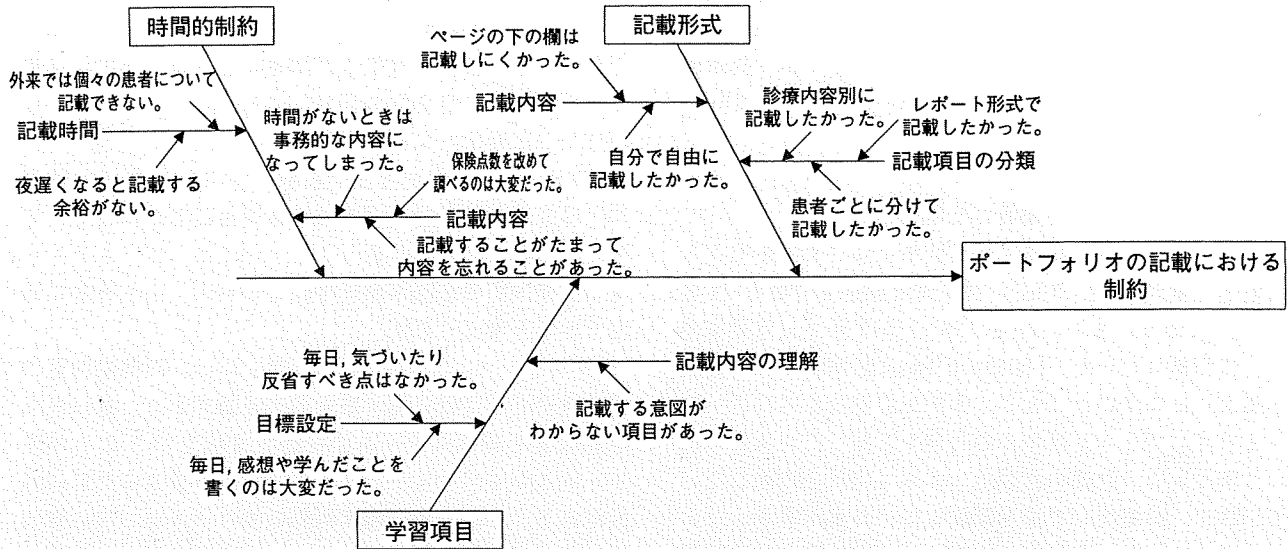 時間的制約
外来では個々の患者について
記載できない。
記載時間
夜遅くなると記載する
余裕がない。
時間がないときは
事務的な内容に
なってしまった。
保険点数を改めて
調べるのは大変だった。
記載内容
記載することがたまって
内容を忘れることがあった。
記載形式
ページの下の欄は
記載しにくかった。
記載内容
自分で自由に
記載したかった。
診療内容別に
記載したかった。
レポート形式で
記載したかった。
記載項目の分類
患者ごとに分けて
記載したかった。
ポートフォリオの記載における
制約
毎日,気づいたり
反省すべき点はなかった。
目標設定
毎日,感想や学んだことを
書くのは大変だった。
記載内容の理解
記載する意図が
わからない項目があった。
学習項目